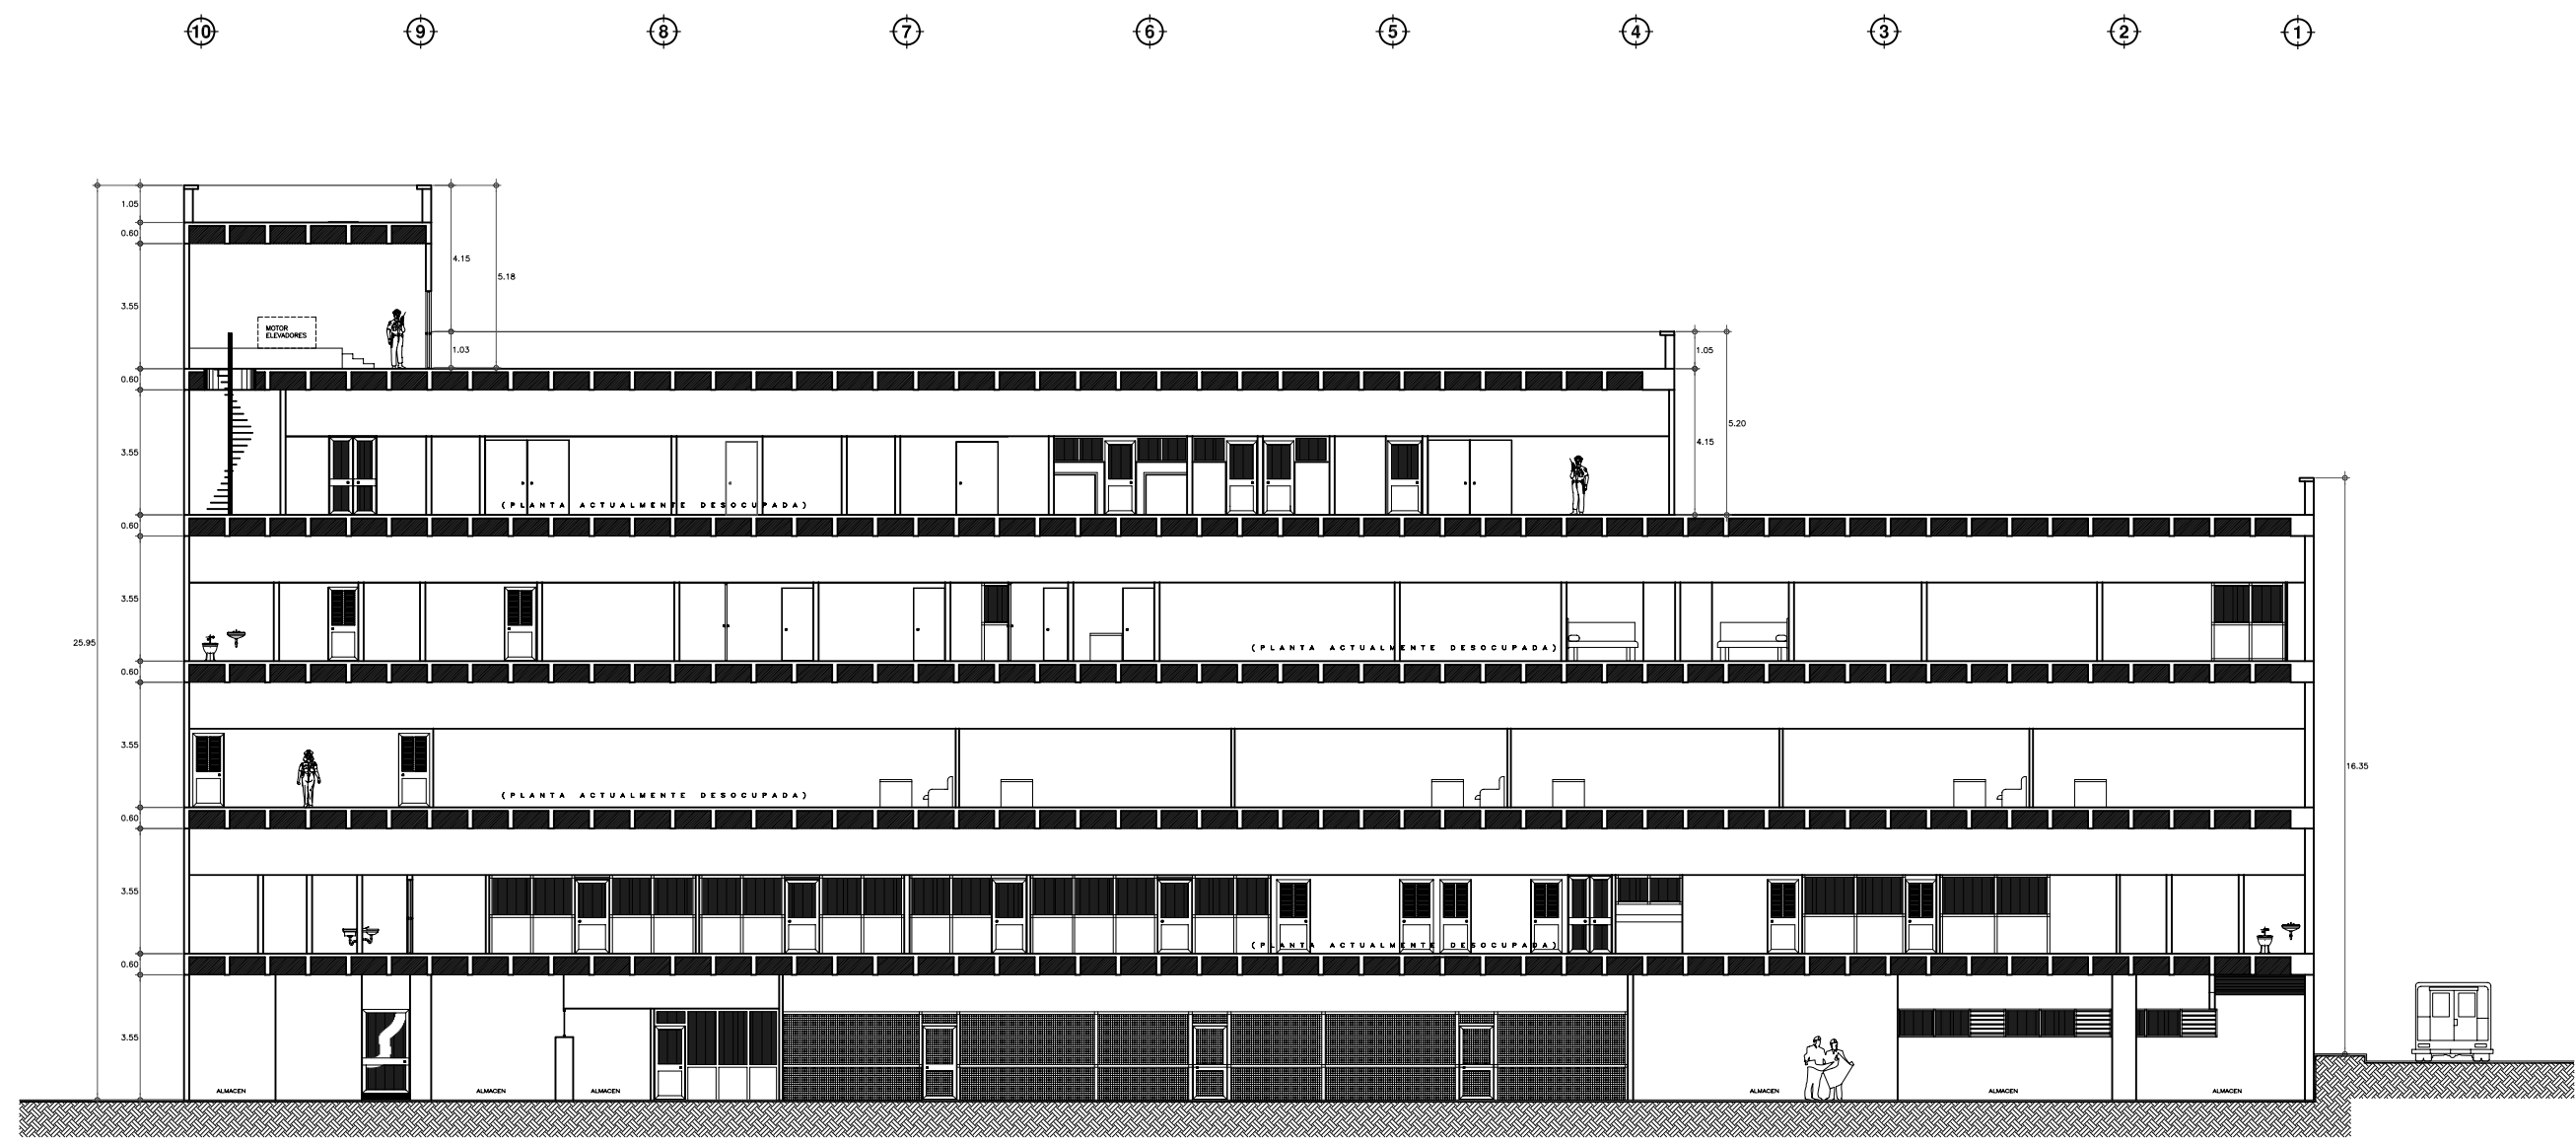 10 9 8 7 6 5 4 3 2 1
1.05
0.60
4.15
5.18
3.55
MOTOR
ELEVADORES
1.03
1.05
0.60
5.20
3.55
4.15
(PLANTA ACTUALMENTE DESOCUPADA)
0.60
3.55
25.95
(PLANTA ACTUALMENTE DESOCUPADA)
0.60
3.55
16.35
(PLANTA ACTUALMENTE DESOCUPADA)
0.60
3.55
(PLANTA ACTUALMENTE DESOCUPADA)
0.60
3.55
ALMACEN ALMACEN ALMACEN ALMACEN ALMACEN ALMACEN